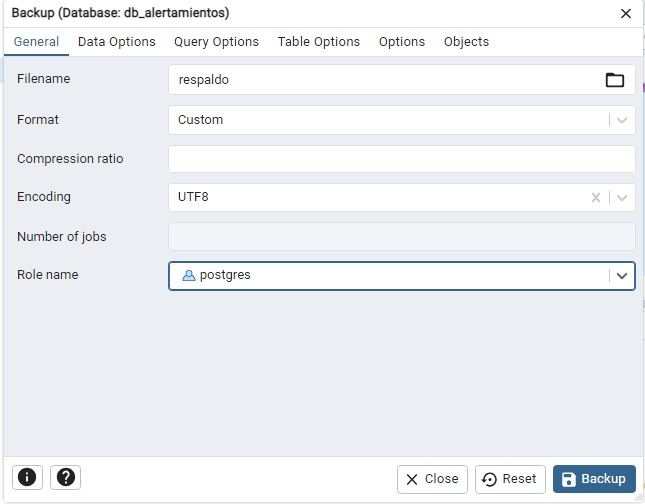 Backup (Database: db_alertamientos)
General Data Options Query Options Table Options Options Objects
Filename respaldo
Format Custom
Compression ratio
Encoding UTF8
Number of jobs
Role name postgres
Close Reset Backup